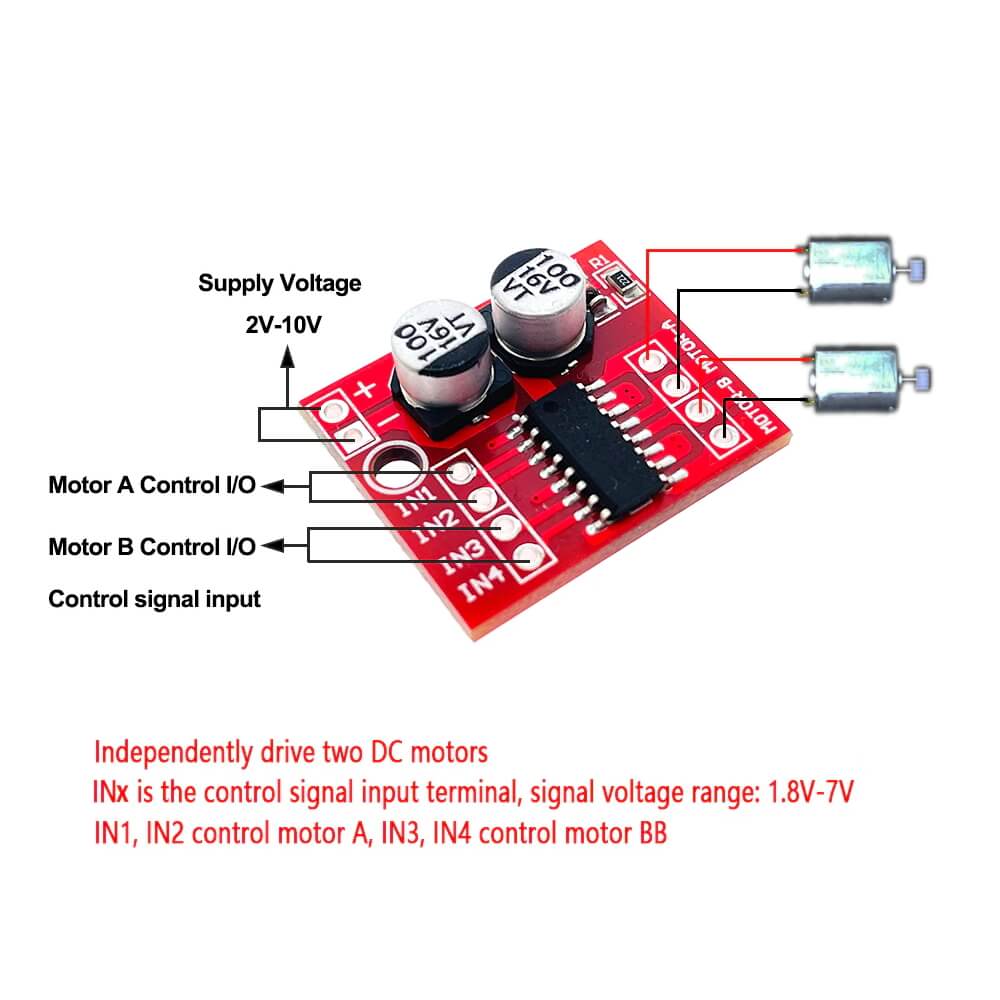 Supply Voltage
2V-10V
Motor A Control I/O
Motor B Control I/O
Control signal input
+
−
IN1
IN2
IN3
IN4
100
16V
VT
100
16V
VT
R1
MOTOR-A
MOTOR-B
Independently drive two DC motors
INx is the control signal input terminal, signal voltage range: 1.8V-7V
IN1, IN2 control motor A, IN3, IN4 control motor BB